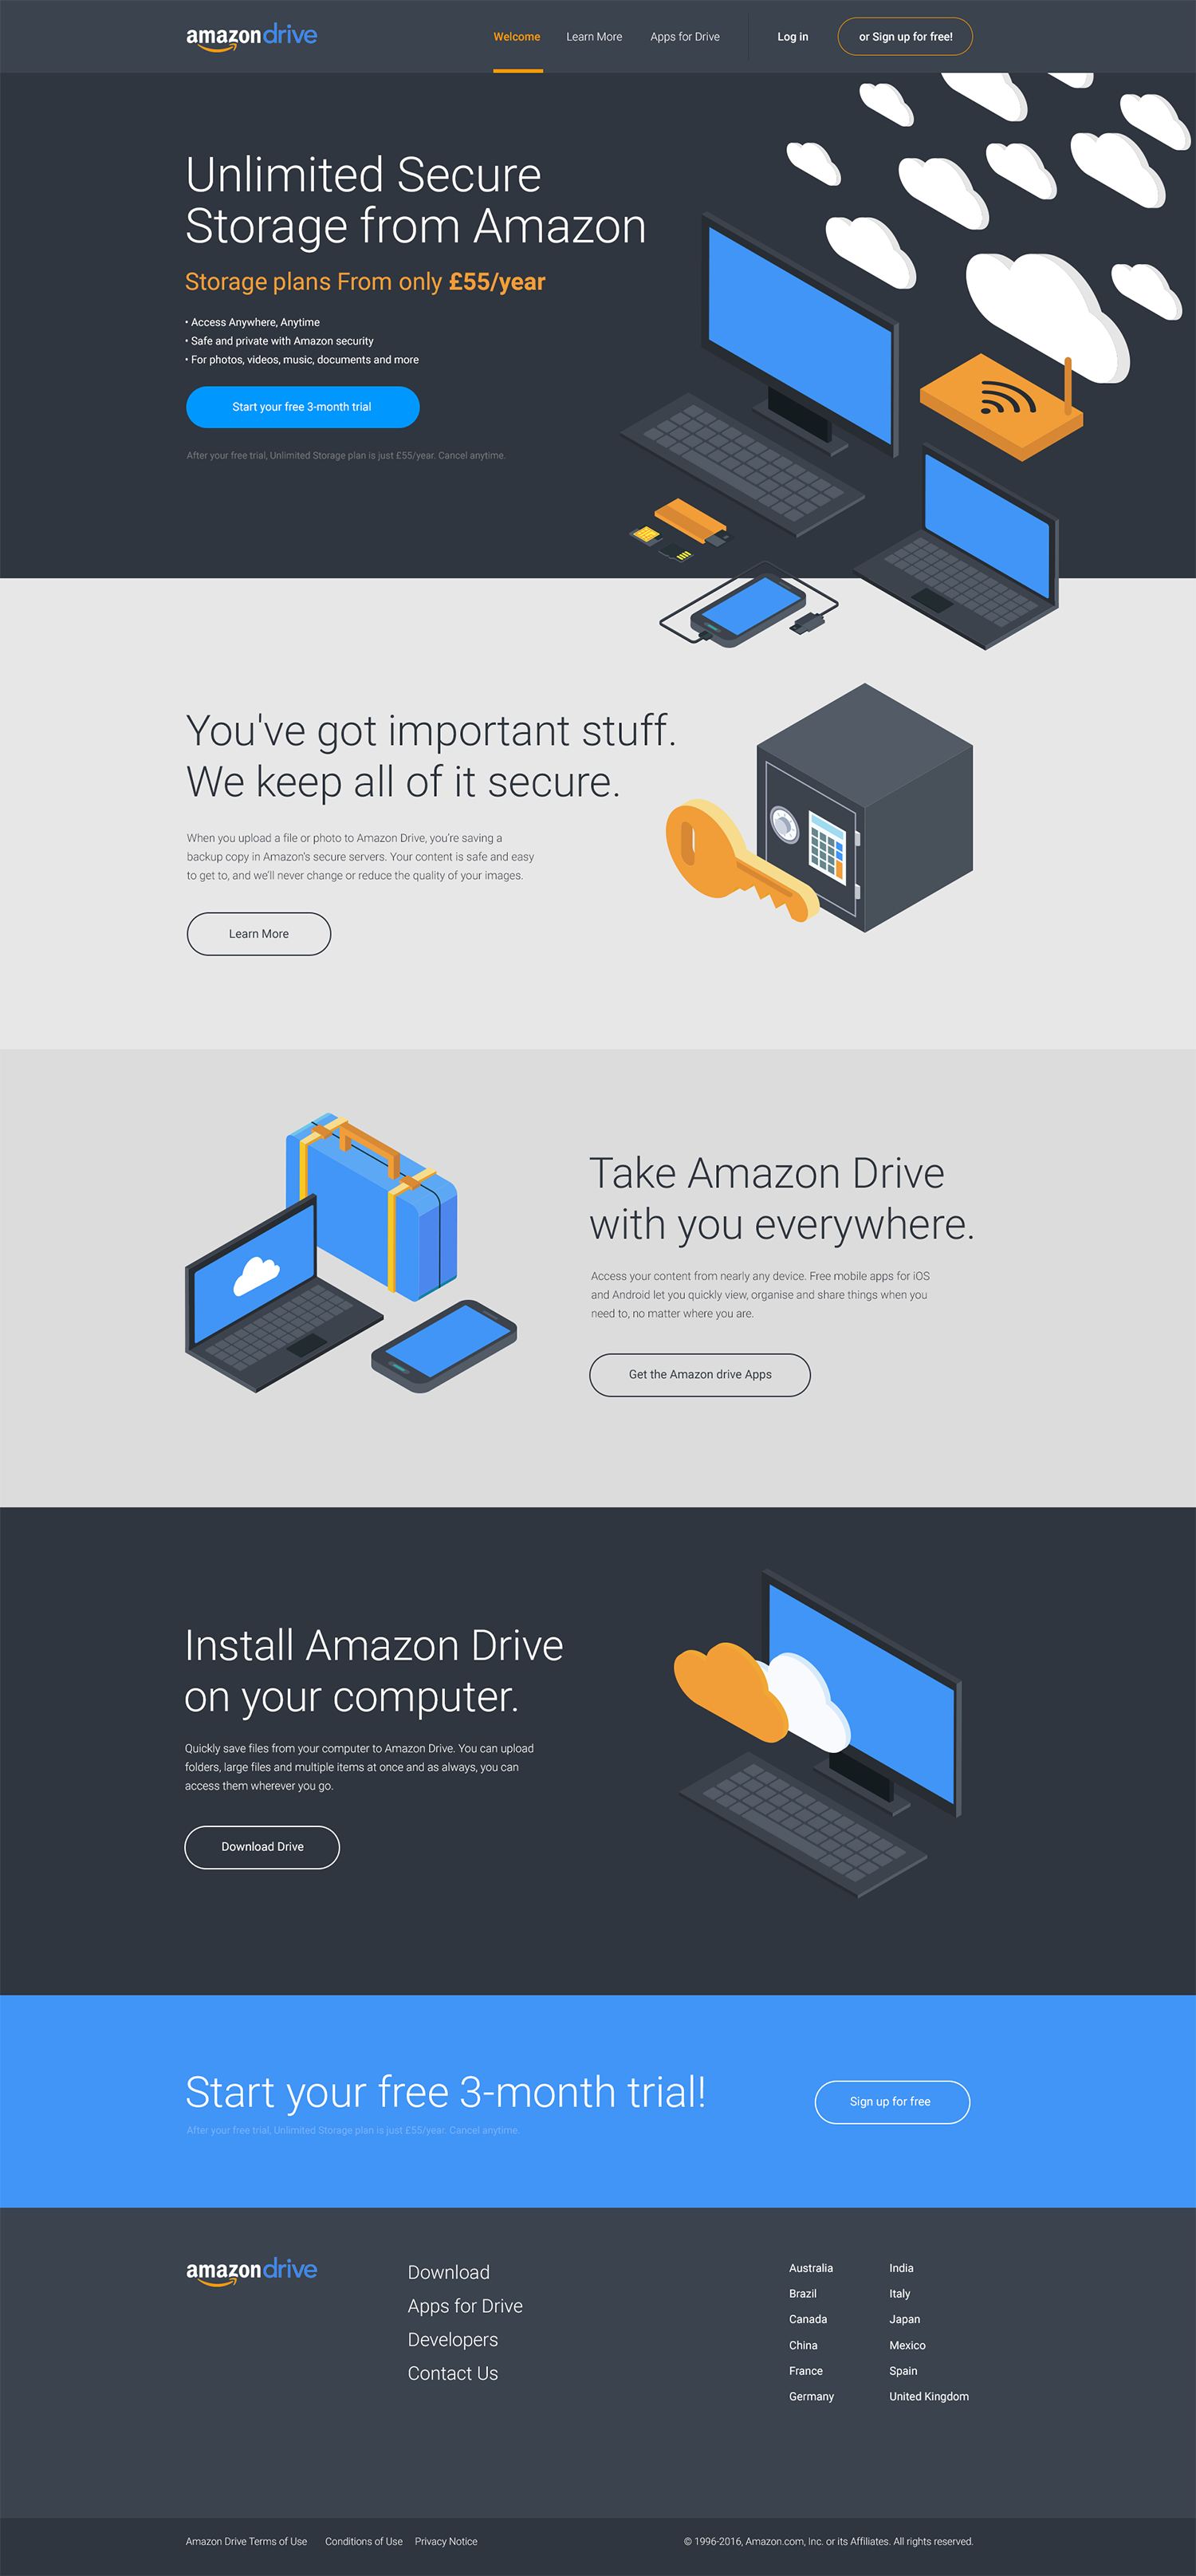 amazondrive
Welcome
Learn More
Apps for Drive
Log in
or Sign up for free!
Unlimited Secure
Storage from Amazon
Storage plans From only £55/year
• Access Anywhere, Anytime
• Safe and private with Amazon security
• For photos, videos, music, documents and more
Start your free 3-month trial
After your free trial, Unlimited Storage plan is just £55/year. Cancel anytime.
You've got important stuff.
We keep all of it secure.
When you upload a file or photo to Amazon Drive, you're saving a
backup copy in Amazon's secure servers. Your content is safe and easy
to get to, and we'll never change or reduce the quality of your images.
Learn More
Take Amazon Drive
with you everywhere.
Access your content from nearly any device. Free mobile apps for iOS
and Android let you quickly view, organise and share things when you
need to, no matter where you are.
Get the Amazon drive Apps
Install Amazon Drive
on your computer.
Quickly save files from your computer to Amazon Drive. You can upload
folders, large files and multiple items at once and as always, you can
access them wherever you go.
Download Drive
Start your free 3-month trial!
After your free trial, Unlimited Storage plan is just £55/year. Cancel anytime.
Sign up for free
amazondrive
Download
Apps for Drive
Developers
Contact Us
Australia
Brazil
Canada
China
France
Germany
India
Italy
Japan
Mexico
Spain
United Kingdom
Amazon Drive Terms of Use
Conditions of Use
Privacy Notice
© 1996-2016, Amazon.com, Inc. or its Affiliates. All rights reserved.